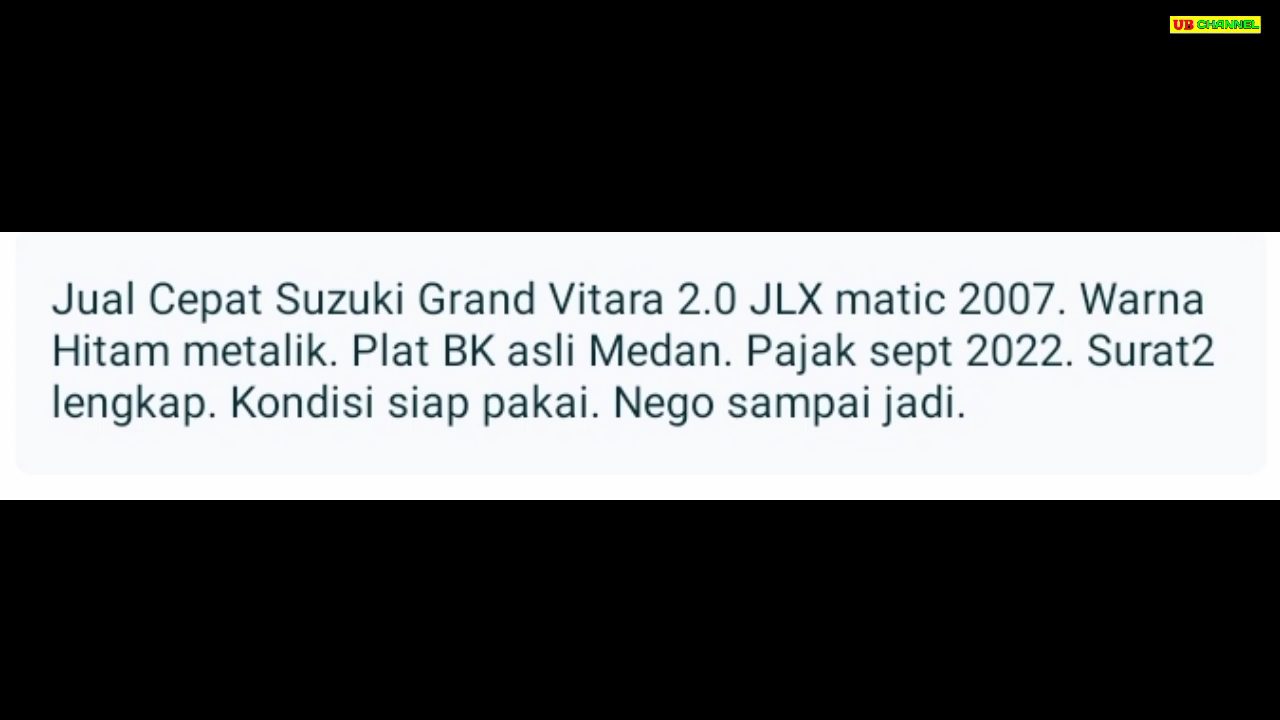 UB CHANNEL
Jual Cepat Suzuki Grand Vitara 2.0 JLX matic 2007. Warna
Hitam metalik. Plat BK asli Medan. Pajak sept 2022. Surat2
lengkap. Kondisi siap pakai. Nego sampai jadi.